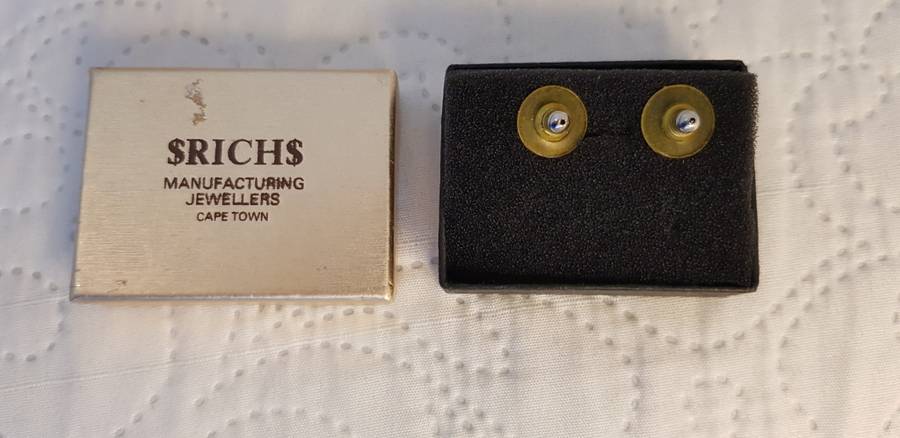 $RICH$
MANUFACTURING
JEWELLERS
CAPE TOWN